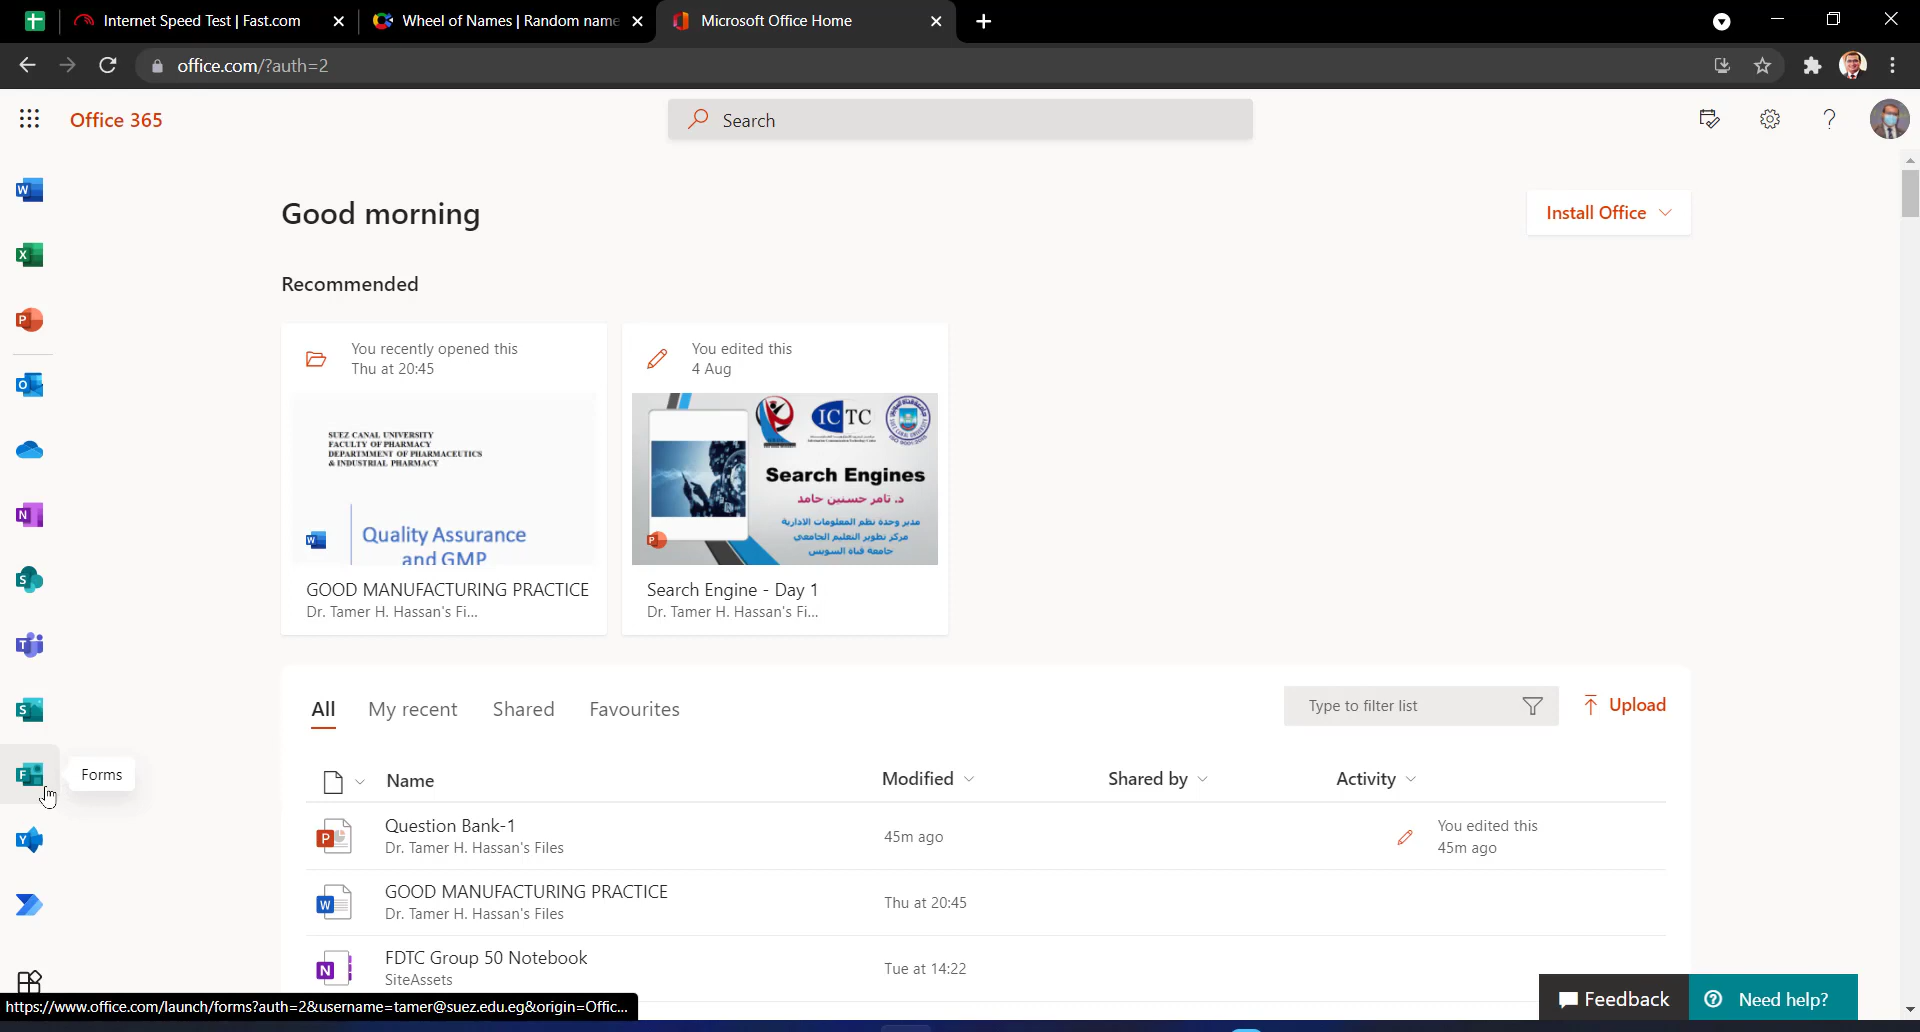 Internet Speed Test | Fast.com
Wheel of Names | Random name
Microsoft Office Home
office.com/?auth=2
Office 365
Search
Good morning
Install Office
Recommended
You recently opened this
Thu at 20:45
SUEZ CANAL UNIVERSITY
FACULTY OF PHARMACY
DEPARTMMENT OF PHARMACEUTICS
& INDUSTRIAL PHARMACY
Quality Assurance
and GMP
GOOD MANUFACTURING PRACTICE
Dr. Tamer H. Hassan's Fi...
You edited this
4 Aug
ICTC
Search Engines
د. تامر حسنين حامد
مدير وحدة نظم المعلومات الادارية
مركز تطوير التعليم الجامعي
جامعة قناة السويس
Search Engine - Day 1
Dr. Tamer H. Hassan's Fi...
All
My recent
Shared
Favourites
Type to filter list
Upload
Forms
Name
Modified
Shared by
Activity
Question Bank-1
Dr. Tamer H. Hassan's Files
45m ago
You edited this
45m ago
GOOD MANUFACTURING PRACTICE
Dr. Tamer H. Hassan's Files
Thu at 20:45
FDTC Group 50 Notebook
SiteAssets
Tue at 14:22
Feedback
Need help?
https://www.office.com/launch/forms?auth=2&username=tamer@suez.edu.eg&origin=Offic...